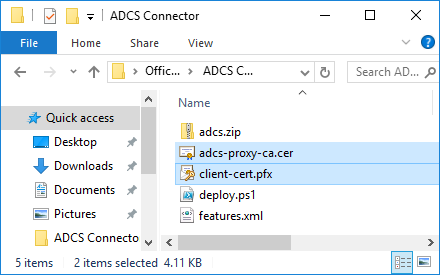 ADCS Connector
File Home Share View
Offic... ADCS C... Search AD...
Quick access
Desktop
Downloads
Documents
Pictures
ADCS Connector
Name
adcs.zip
adcs-proxy-ca.cer
client-cert.pfx
deploy.ps1
features.xml
5 items 2 items selected 4.11 KB